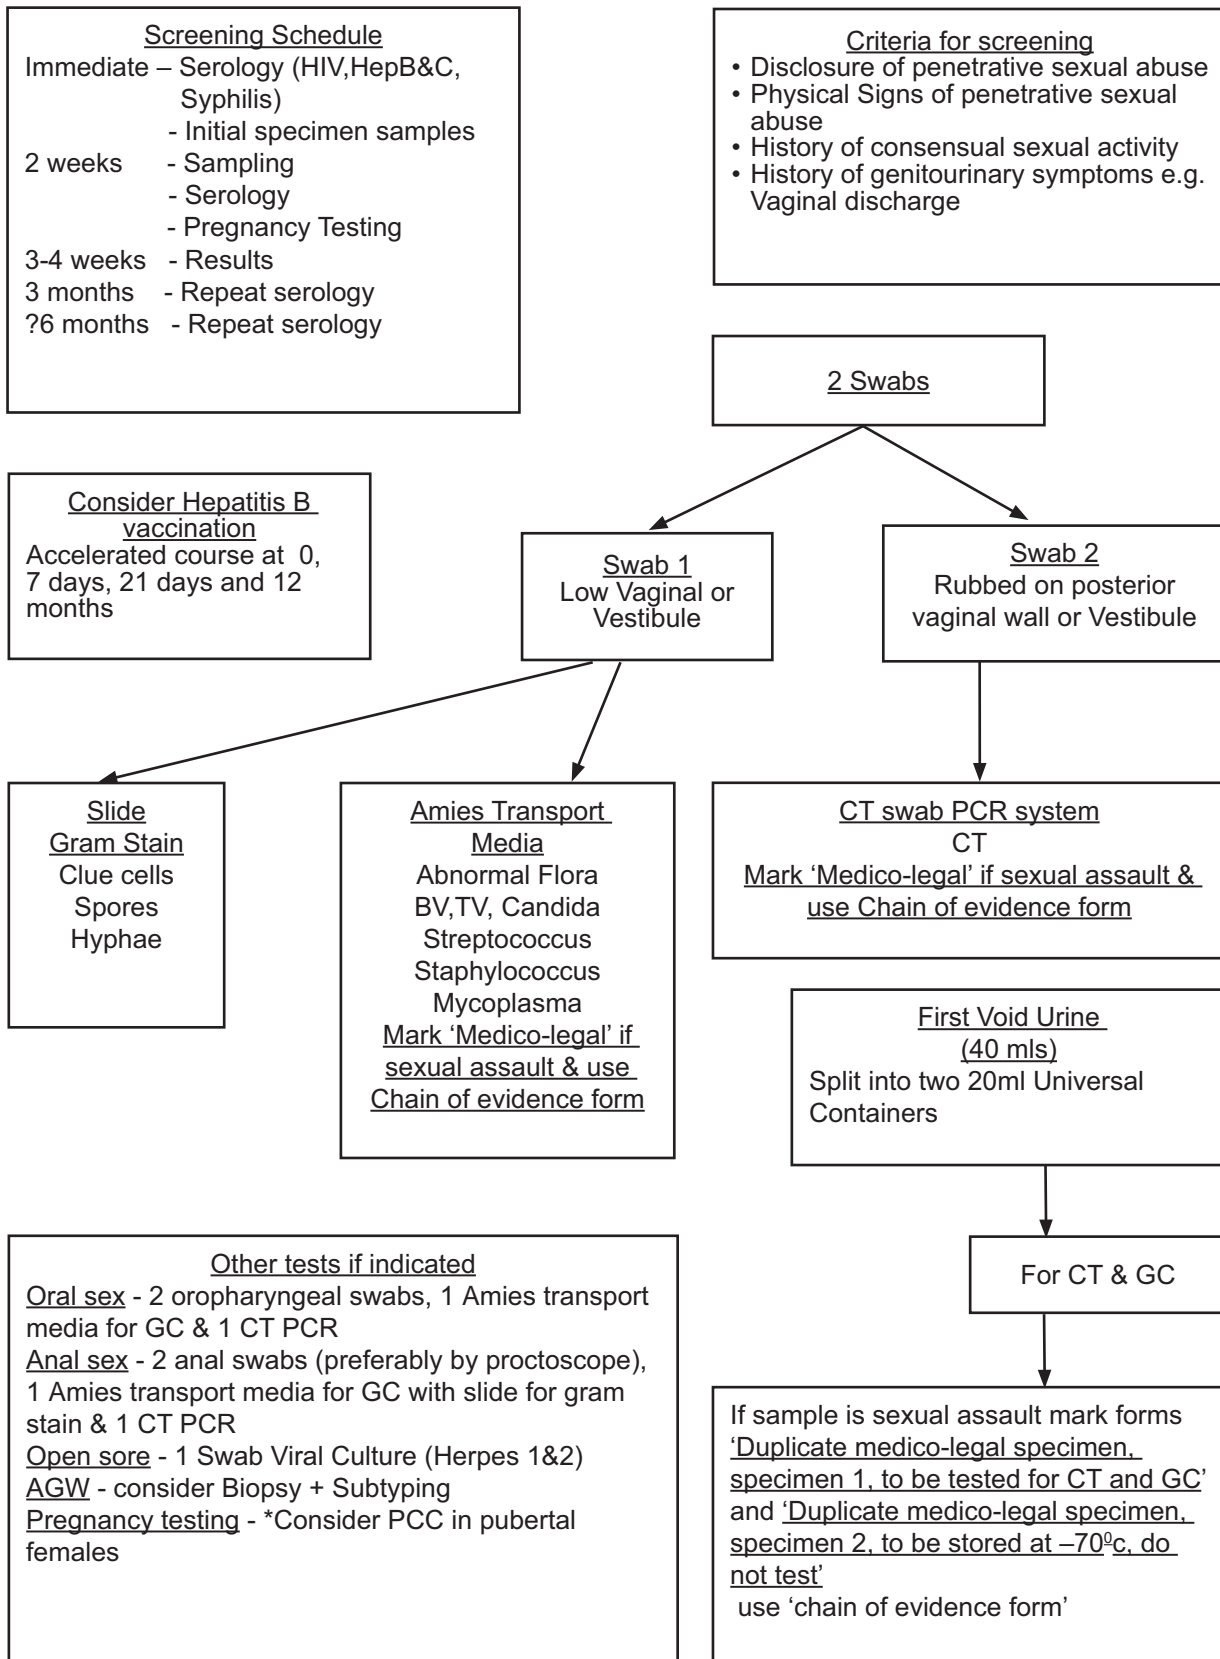 Screening Schedule
Immediate – Serology (HIV,HepB&C,
Syphilis)
- Initial specimen samples
2 weeks - Sampling
- Serology
- Pregnancy Testing
3-4 weeks - Results
3 months - Repeat serology
?6 months - Repeat serology
Criteria for screening
• Disclosure of penetrative sexual abuse
• Physical Signs of penetrative sexual
abuse
• History of consensual sexual activity
• History of genitourinary symptoms e.g.
Vaginal discharge
2 Swabs
Consider Hepatitis B
vaccination
Accelerated course at 0,
7 days, 21 days and 12
months
Swab 1
Low Vaginal or
Vestibule
Swab 2
Rubbed on posterior
vaginal wall or Vestibule
Slide
Gram Stain
Clue cells
Spores
Hyphae
Amies Transport
Media
Abnormal Flora
BV,TV, Candida
Streptococcus
Staphylococcus
Mycoplasma
Mark ‘Medico-legal’ if
sexual assault & use
Chain of evidence form
CT swab PCR system
CT
Mark ‘Medico-legal’ if sexual assault &
use Chain of evidence form
First Void Urine
(40 mls)
Split into two 20ml Universal
Containers
For CT & GC
Other tests if indicated
Oral sex - 2 oropharyngeal swabs, 1 Amies transport
media for GC & 1 CT PCR
Anal sex - 2 anal swabs (preferably by proctoscope),
1 Amies transport media for GC with slide for gram
stain & 1 CT PCR
Open sore - 1 Swab Viral Culture (Herpes 1&2)
AGW - consider Biopsy + Subtyping
Pregnancy testing - *Consider PCC in pubertal
females
If sample is sexual assault mark forms
‘Duplicate medico-legal specimen,
specimen 1, to be tested for CT and GC’
and ‘Duplicate medico-legal specimen,
specimen 2, to be stored at –70⁰c, do
not test’
use ‘chain of evidence form’